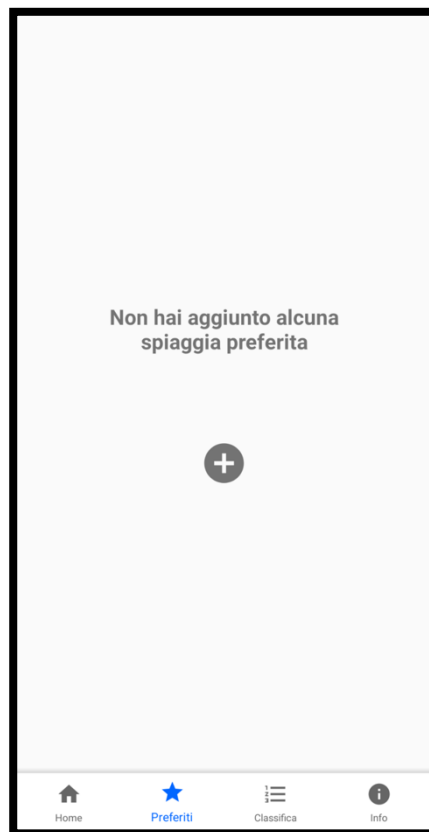 Non hai aggiunto alcuna
spiaggia preferita
Home
Preferiti
Classifica
Info